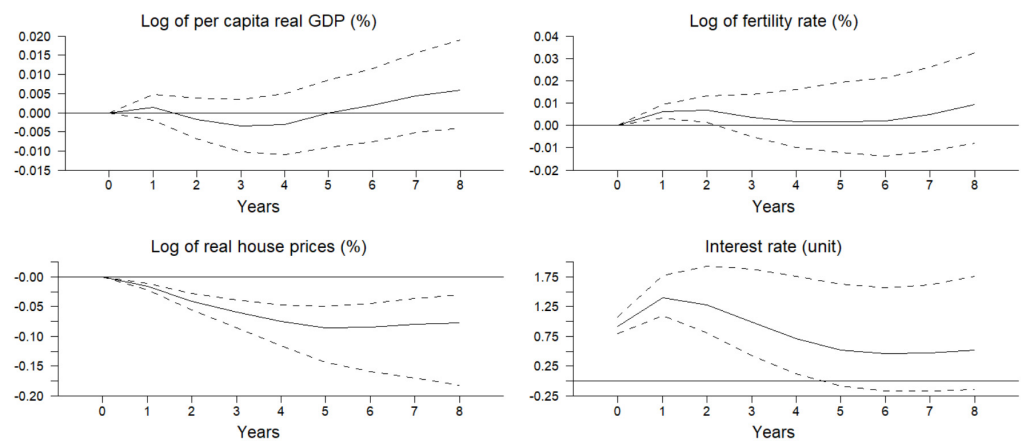 Log of per capita real GDP (%)
0.020
0.015
0.010
0.005
0.000
-0.005
-0.010
-0.015
0 1 2 3 4 5 6 7 8
Years
Log of fertility rate (%)
0.04
0.03
0.02
0.01
0.00
-0.01
-0.02
0 1 2 3 4 5 6 7 8
Years
Log of real house prices (%)
-0.00
-0.05
-0.10
-0.15
-0.20
0 1 2 3 4 5 6 7 8
Years
Interest rate (unit)
1.75
1.25
0.75
0.25
-0.25
0 1 2 3 4 5 6 7 8
Years